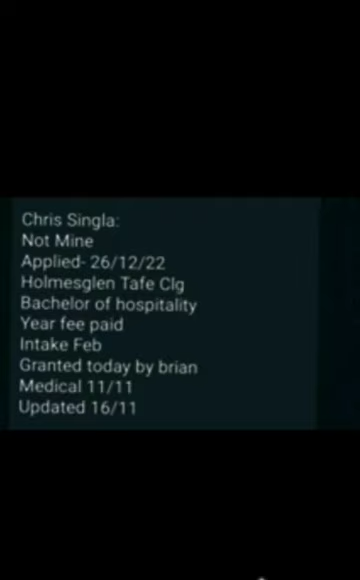 Chris Singla:
Not Mine
Applied- 26/12/22
Holmesglen Tafe Clg
Bachelor of hospitality
Year fee paid
Intake Feb
Granted today by brian
Medical 11/11
Updated 16/11